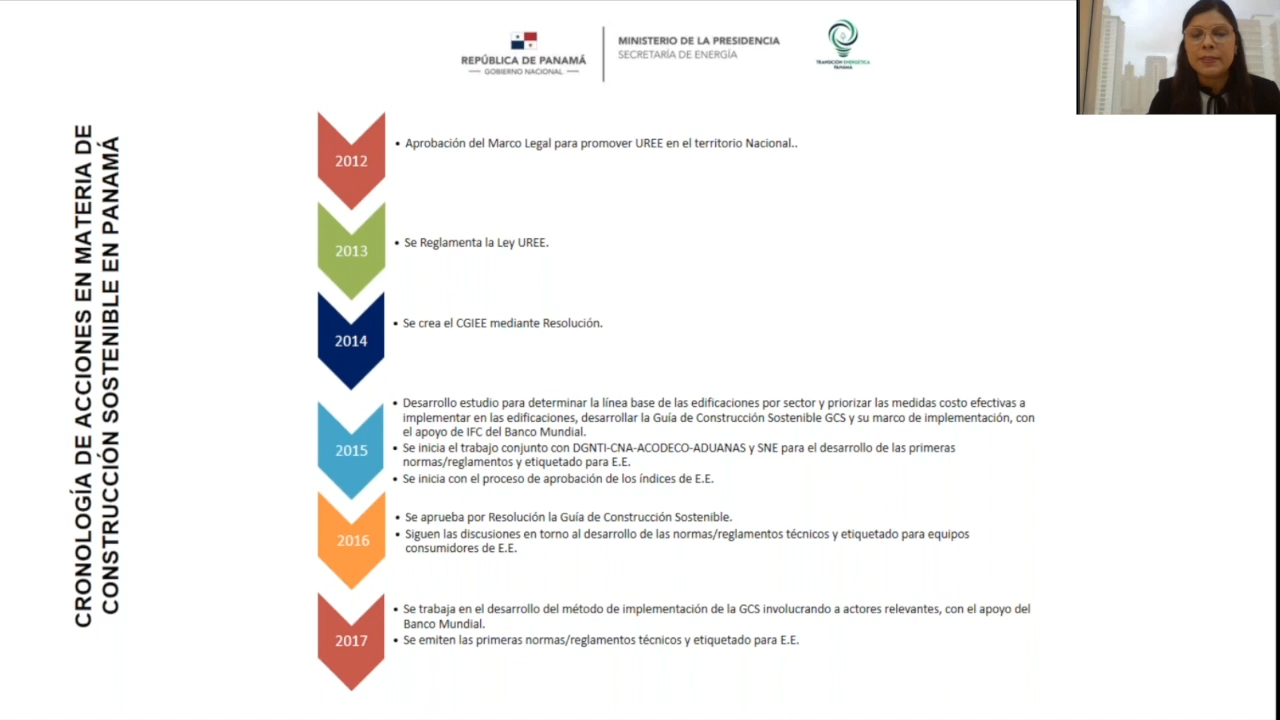 REPÚBLICA DE PANAMÁ
GOBIERNO NACIONAL
MINISTERIO DE LA PRESIDENCIA
SECRETARÍA DE ENERGÍA
TRANSICIÓN ENERGÉTICA
PANAMÁ
CRONOLOGÍA DE ACCIONES EN MATERIA DE
CONSTRUCCIÓN SOSTENIBLE EN PANAMÁ
2012
• Aprobación del Marco Legal para promover UREE en el territorio Nacional..
2013
• Se Reglamenta la Ley UREE.
2014
• Se crea el CGIEE mediante Resolución.
2015
• Desarrollo estudio para determinar la línea base de las edificaciones por sector y priorizar las medidas costo efectivas a
implementar en las edificaciones, desarrollar la Guía de Construcción Sostenible GCS y su marco de implementación, con
el apoyo de IFC del Banco Mundial.
• Se inicia el trabajo conjunto con DGNTI-CNA-ACODECO-ADUANAS y SNE para el desarrollo de las primeras
normas/reglamentos y etiquetado para E.E.
• Se inicia con el proceso de aprobación de los índices de E.E.
2016
• Se aprueba por Resolución la Guía de Construcción Sostenible.
• Siguen las discusiones en torno al desarrollo de las normas/reglamentos técnicos y etiquetado para equipos
consumidores de E.E.
2017
• Se trabaja en el desarrollo del método de implementación de la GCS involucrando a actores relevantes, con el apoyo del
Banco Mundial.
• Se emiten las primeras normas/reglamentos técnicos y etiquetado para E.E.